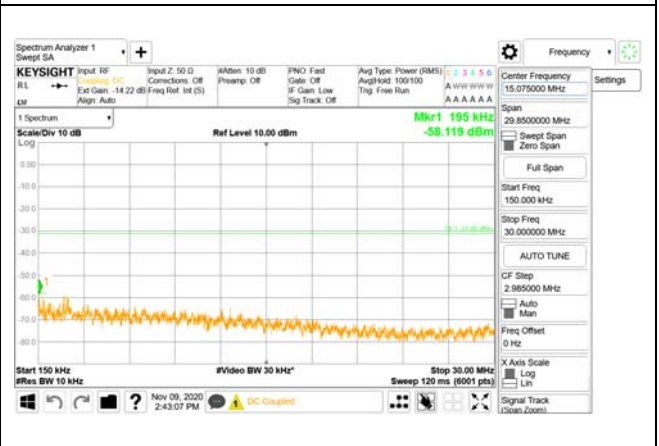 Spectrum Analyzer 1
Swept SA
+
Frequency
KEYSIGHT
Input: RF
Coupling: DC
Ext Gain: -14.22 dB
Align: Auto
RL
Input Z: 50 Ω
Corrections: Off
Freq Ref: Int (S)
#Atten: 10 dB
Preamp: Off
PNO: Fast
Gate: Off
IF Gain: Low
Sig Track: Off
Avg Type: Power (RMS)
Avg|Hold: 100/100
Trig: Free Run
1 2 3 4 5 6
A W W W W W
A A A A A A
Center Frequency
15.075000 MHz
Settings
Span
29.8500000 MHz
Swept Span
Zero Span
Full Span
Start Freq
150.000 kHz
Stop Freq
30.000000 MHz
AUTO TUNE
CF Step
2.985000 MHz
Auto
Man
Freq Offset
0 Hz
X Axis Scale
Log
Lin
Signal Track
(Span Zoom)
1 Spectrum
Scale/Div 10 dB
Ref Level 10.00 dBm
Mkr1 195 kHz
-58.119 dBm
Log
0.00
-10.0
-20.0
-30.0
-40.0
-50.0
-60.0
-70.0
-80.0
1
Start 150 kHz
#Res BW 10 kHz
#Video BW 30 kHz*
Stop 30.00 MHz
Sweep 120 ms (6001 pts)
?
Nov 09, 2020
2:43:07 PM
DC Coupled